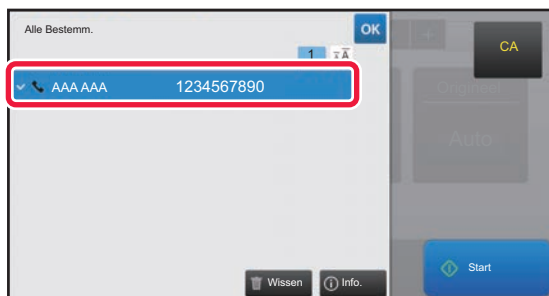 Alle Bestemm.
OK
CA
1
AAA AAA 1234567890
Origineel
Auto
Wissen
Info.
Start